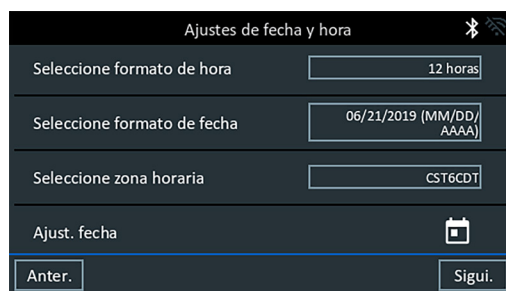 Ajustes de fecha y hora
Seleccione formato de hora
12 horas
Seleccione formato de fecha
06/21/2019 (MM/DD/
AAAA)
Seleccione zona horaria
CST6CDT
Ajust. fecha
Anter.
Sigui.